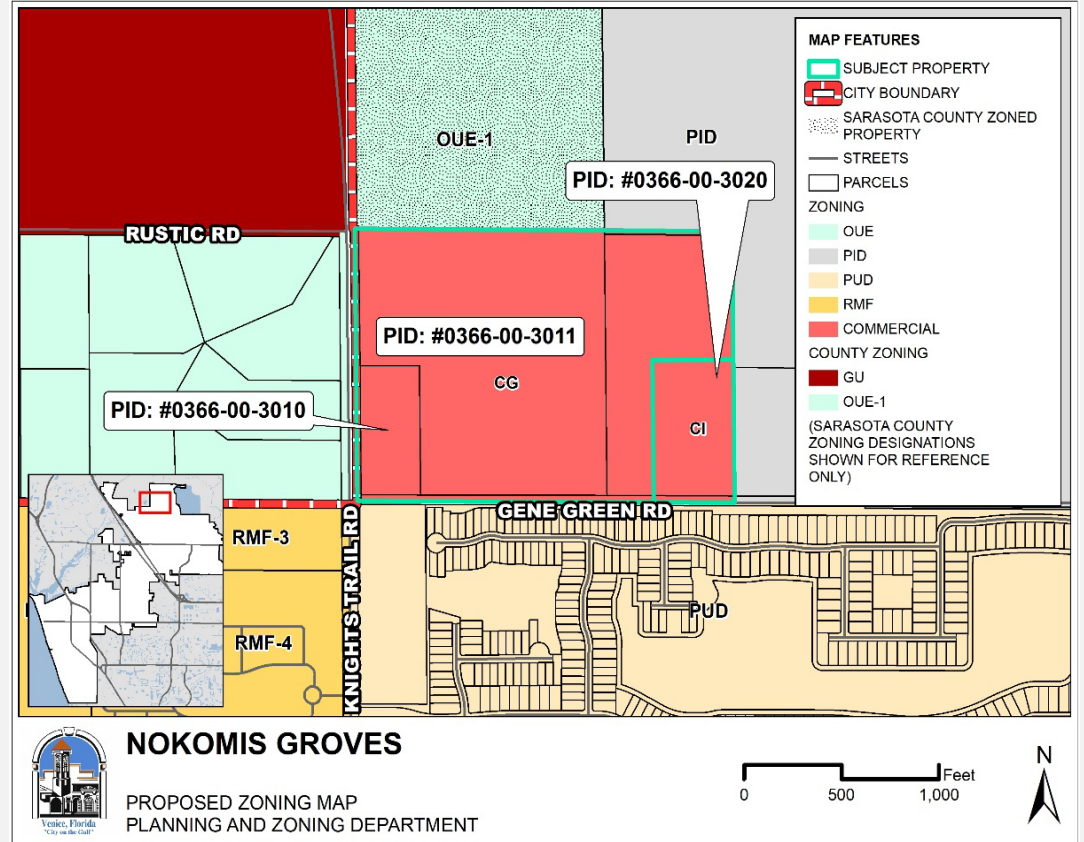 MAP FEATURES
SUBJECT PROPERTY
CITY BOUNDARY
SARASOTA COUNTY ZONED
PROPERTY
STREETS
PARCELS
ZONING
OUE
PID
PUD
RMF
COMMERCIAL
COUNTY ZONING
GU
OUE-1
(SARASOTA COUNTY
ZONING DESIGNATIONS
SHOWN FOR REFERENCE
ONLY)
OUE-1
PID
PID: #0366-00-3020
RUSTIC RD
PID: #0366-00-3011
CG
PID: #0366-00-3010
CI
GENE GREEN RD
KNIGHTS TRAIL RD
RMF-3
RMF-4
PUD
NOKOMIS GROVES
PROPOSED ZONING MAP
PLANNING AND ZONING DEPARTMENT
Venice, Florida
"City on the Gulf"
Feet
0 500 1,000
N